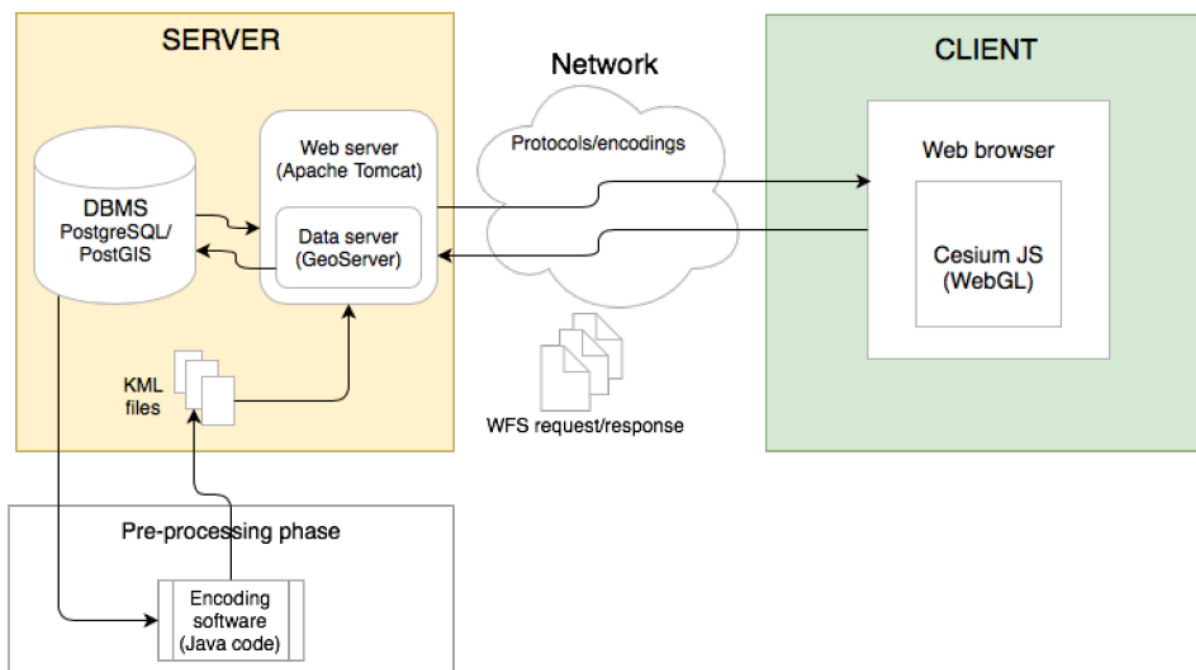 SERVER
Network
CLIENT
Web server
(Apache Tomcat)
Protocols/encodings
Web browser
DBMS
PostgreSQL/
PostGIS
Data server
(GeoServer)
Cesium JS
(WebGL)
KML
files
WFS request/response
Pre-processing phase
Encoding
software
(Java code)